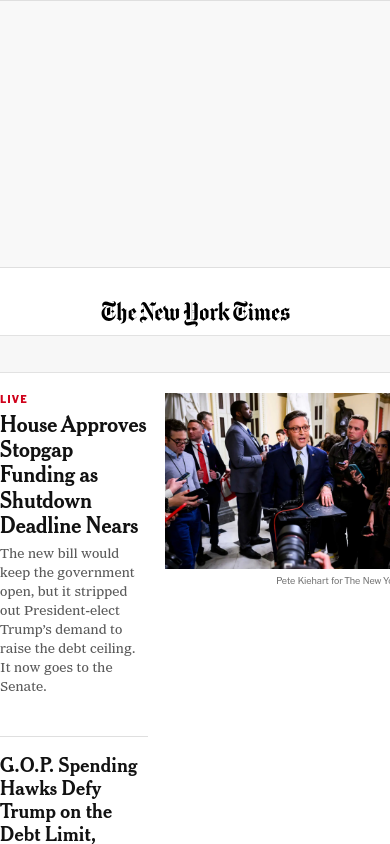 The New York Times
LIVE
House Approves
Stopgap
Funding as
Shutdown
Deadline Nears
The new bill would
keep the government
open, but it stripped
out President-elect
Trump’s demand to
raise the debt ceiling.
It now goes to the
Senate.
Pete Kiehart for The New Yo
G.O.P. Spending
Hawks Defy
Trump on the
Debt Limit,